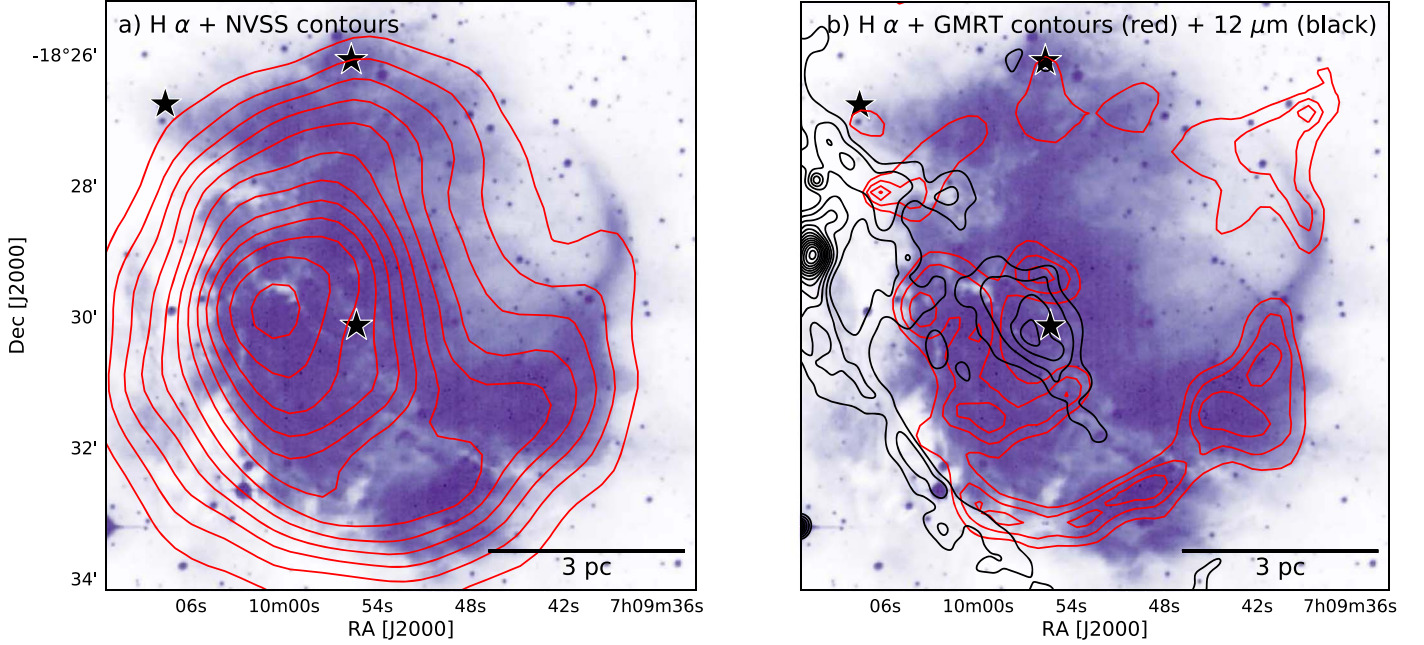 a) H α + NVSS contours
b) H α + GMRT contours (red) + 12 μm (black)
-18°26'
28'
30'
32'
34'
Dec [J2000]
3 pc
3 pc
06s 10m00s 54s 48s 42s 7h09m36s
06s 10m00s 54s 48s 42s 7h09m36s
RA [J2000]
RA [J2000]